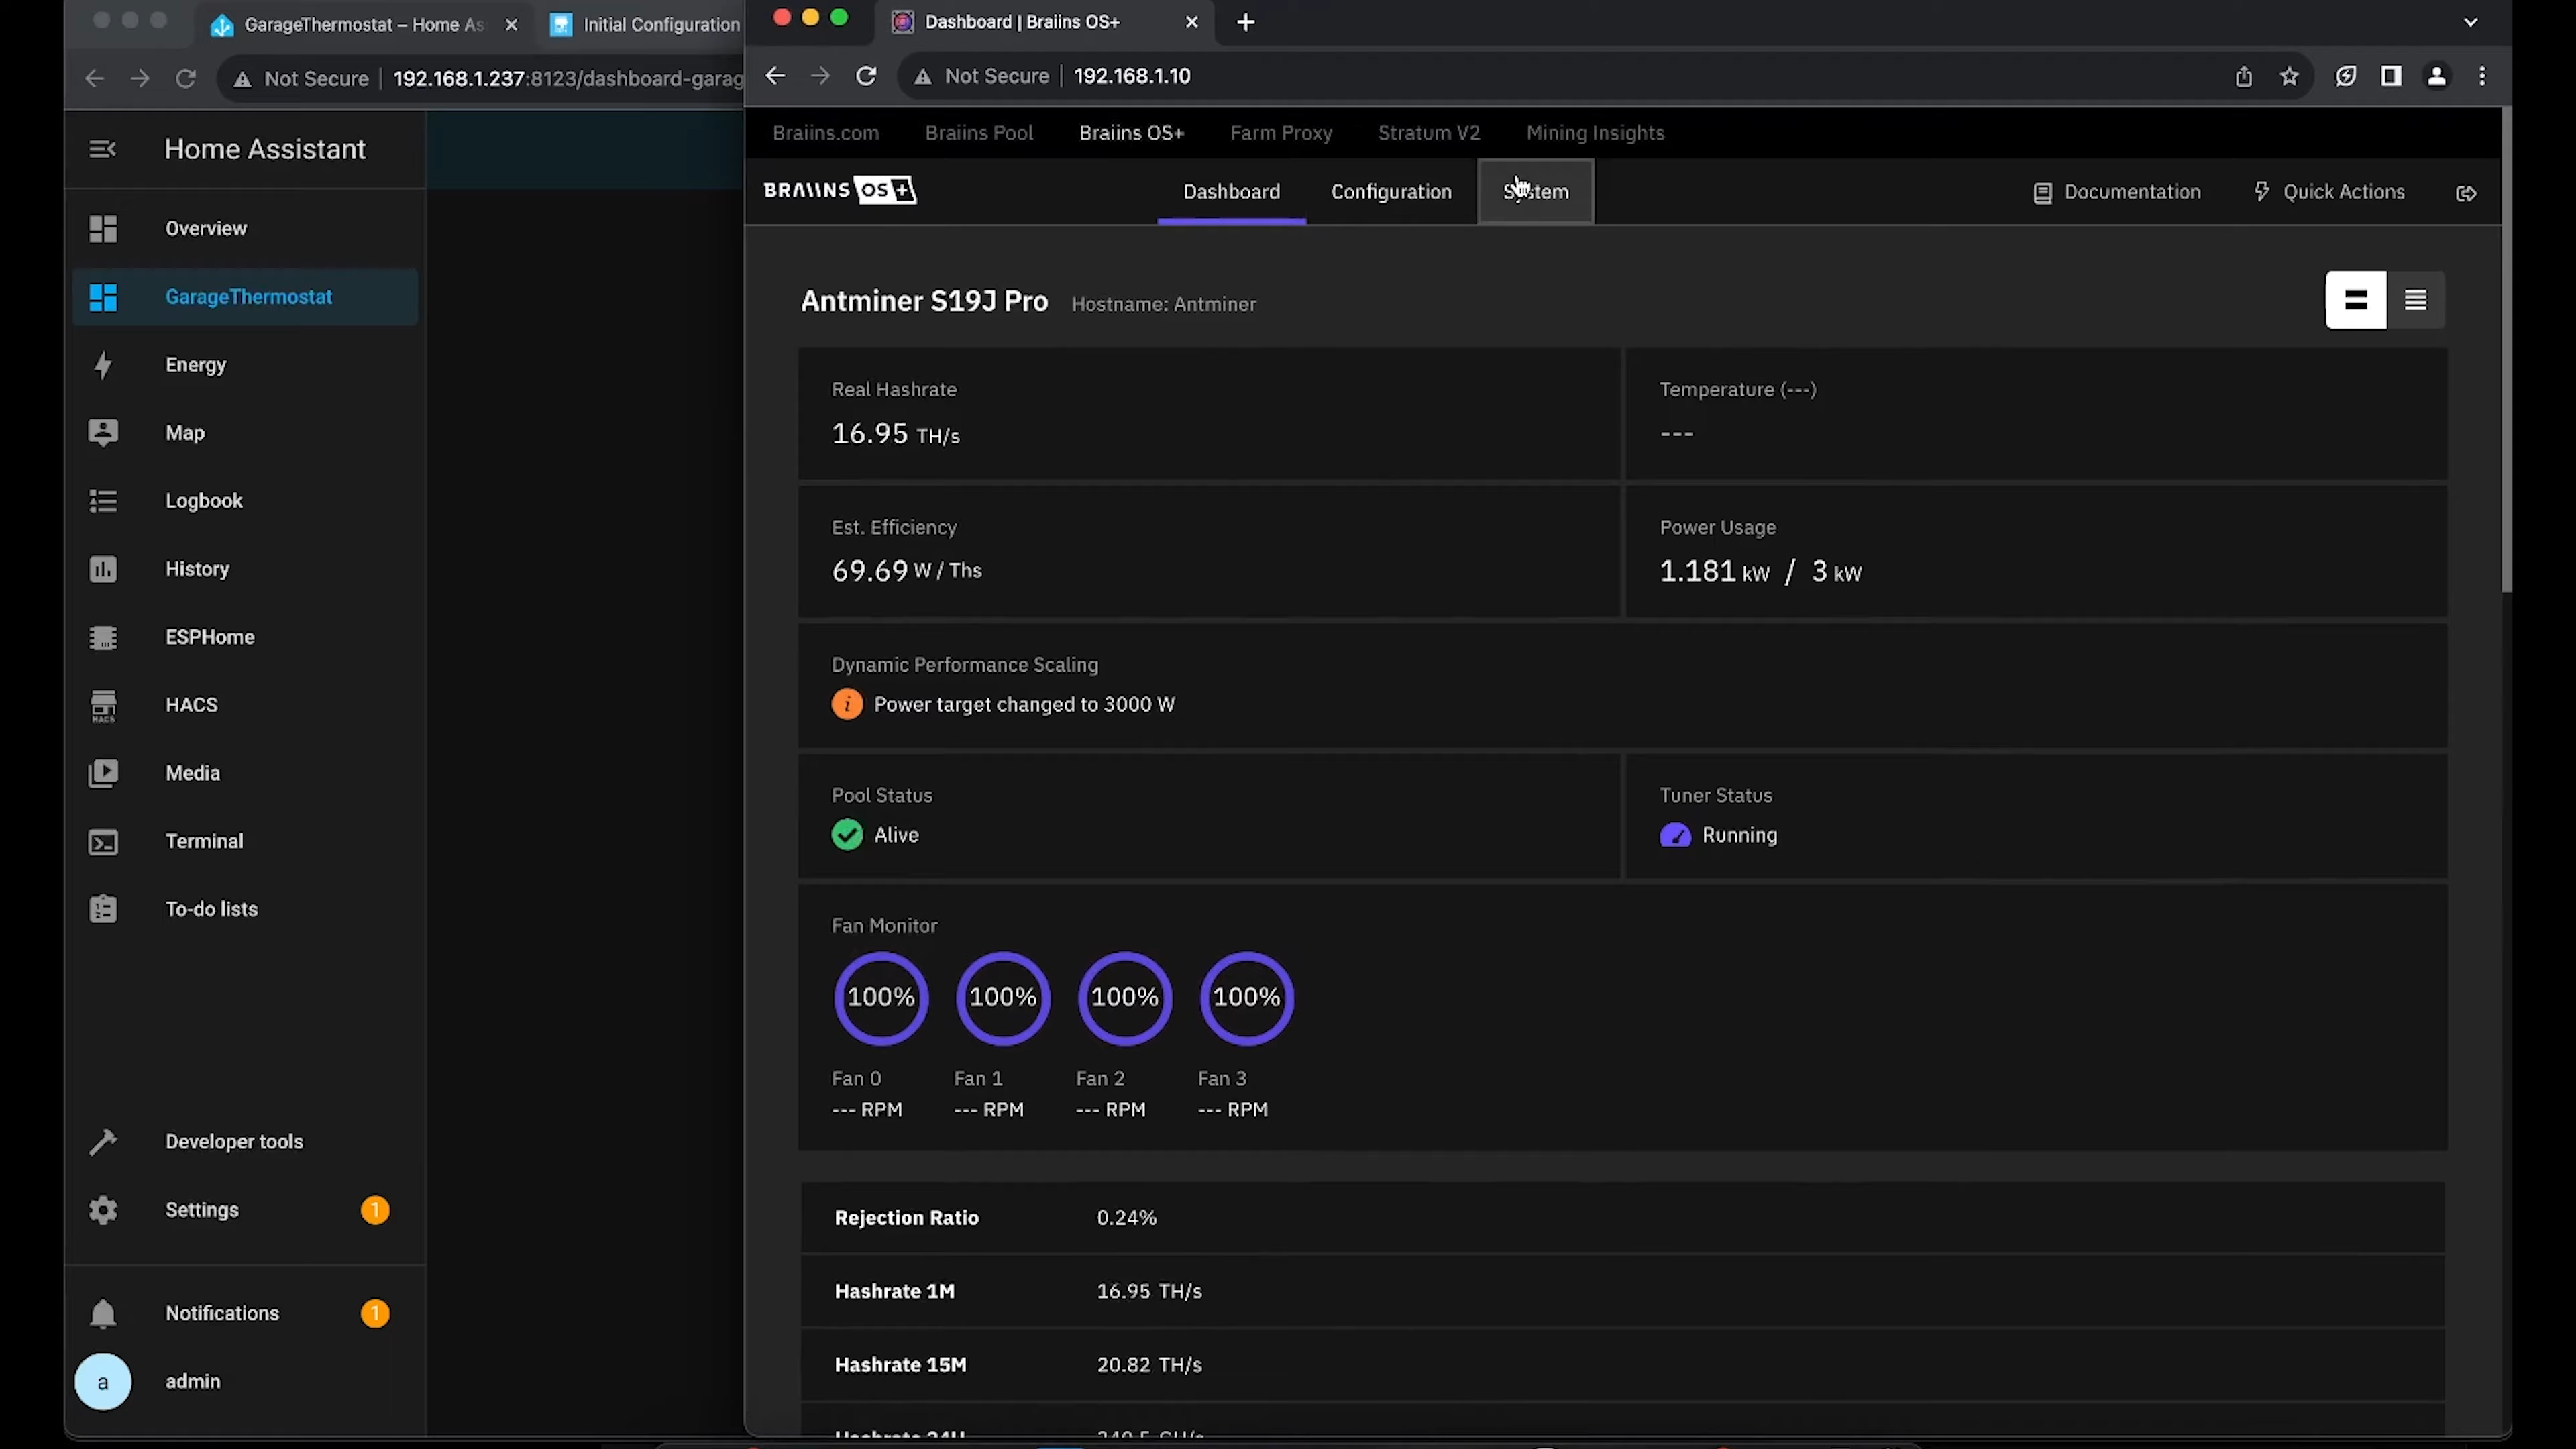 GarageThermostat – Home As
Initial Configuration
Not Secure
192.168.1.237:8123/dashboard-garag
Home Assistant
Overview
GarageThermostat
Energy
Map
Logbook
History
ESPHome
HACS
HACS
Media
Terminal
To-do lists
Developer tools
Settings
1
Notifications
1
a
admin
Dashboard | Braiins OS+
Not Secure
192.168.1.10
Braiins.com
Braiins Pool
Braiins OS+
Farm Proxy
Stratum V2
Mining Insights
BRAIINS OS+
Dashboard
Configuration
System
Documentation
Quick Actions
Antminer S19J Pro
Hostname: Antminer
Real Hashrate
16.95 TH/s
Temperature (---)
---
Est. Efficiency
69.69 W / Ths
Power Usage
1.181 kW / 3 kW
Dynamic Performance Scaling
i
Power target changed to 3000 W
Pool Status
Alive
Tuner Status
Running
Fan Monitor
100% 100% 100% 100%
Fan 0 Fan 1 Fan 2 Fan 3
--- RPM --- RPM --- RPM --- RPM
Rejection Ratio 0.24%
Hashrate 1M 16.95 TH/s
Hashrate 15M 20.82 TH/s